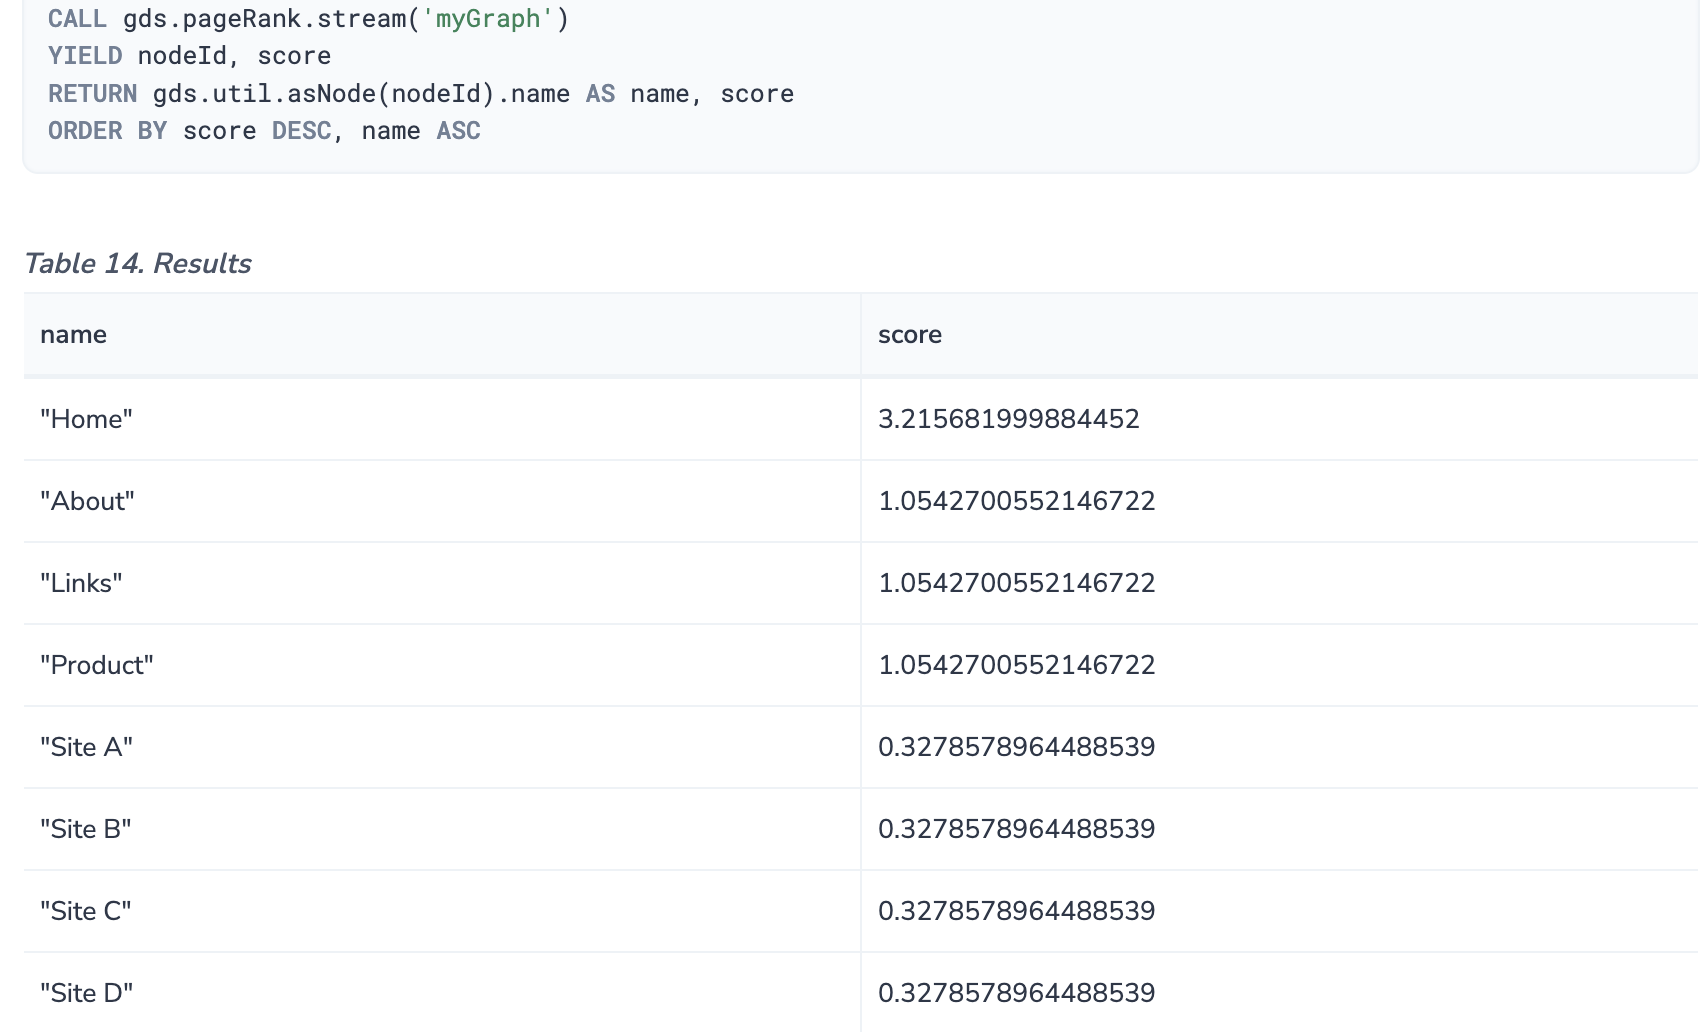 CALL gds.pageRank.stream('myGraph')
YIELD nodeId, score
RETURN gds.util.asNode(nodeId).name AS name, score
ORDER BY score DESC, name ASC
Table 14. Results
name score
"Home" 3.215681999884452
"About" 1.0542700552146722
"Links" 1.0542700552146722
"Product" 1.0542700552146722
"Site A" 0.3278578964488539
"Site B" 0.3278578964488539
"Site C" 0.3278578964488539
"Site D" 0.3278578964488539